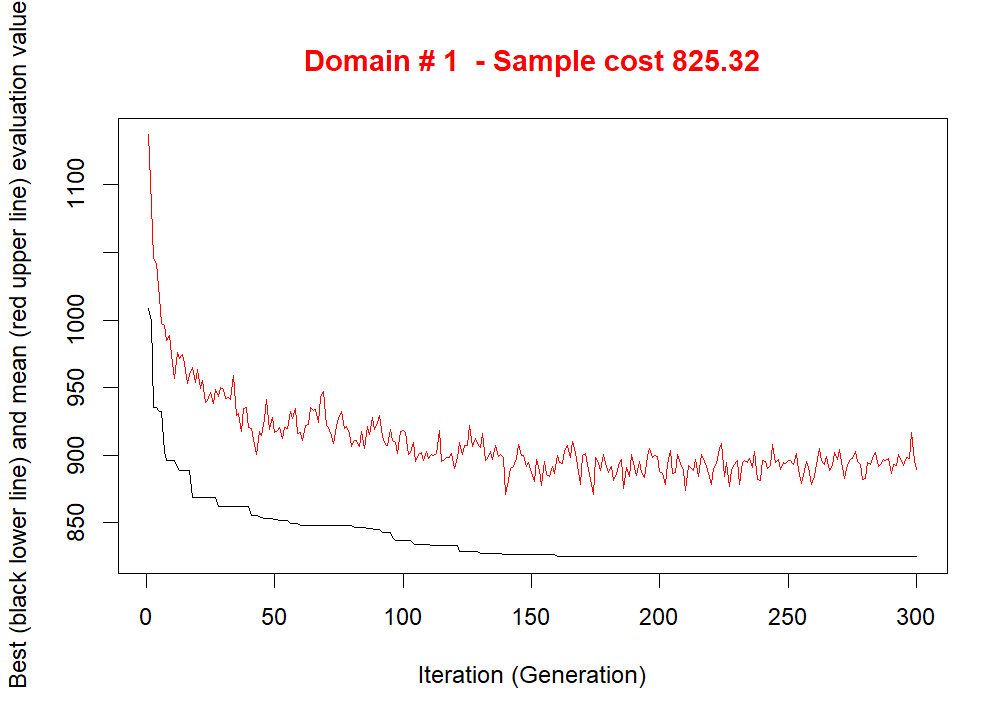 Domain # 1  - Sample cost 825.32
Best (black lower line) and mean (red upper line) evaluation value
1100
1000
950
900
850
0 50 100 150 200 250 300
Iteration (Generation)